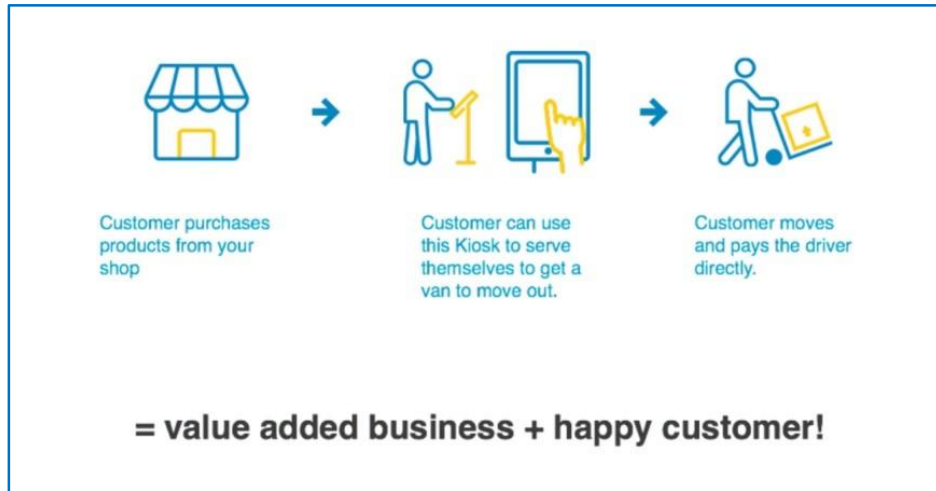 Customer purchases
products from your
shop
Customer can use
this Kiosk to serve
themselves to get a
van to move out.
Customer moves
and pays the driver
directly.
= value added business + happy customer!